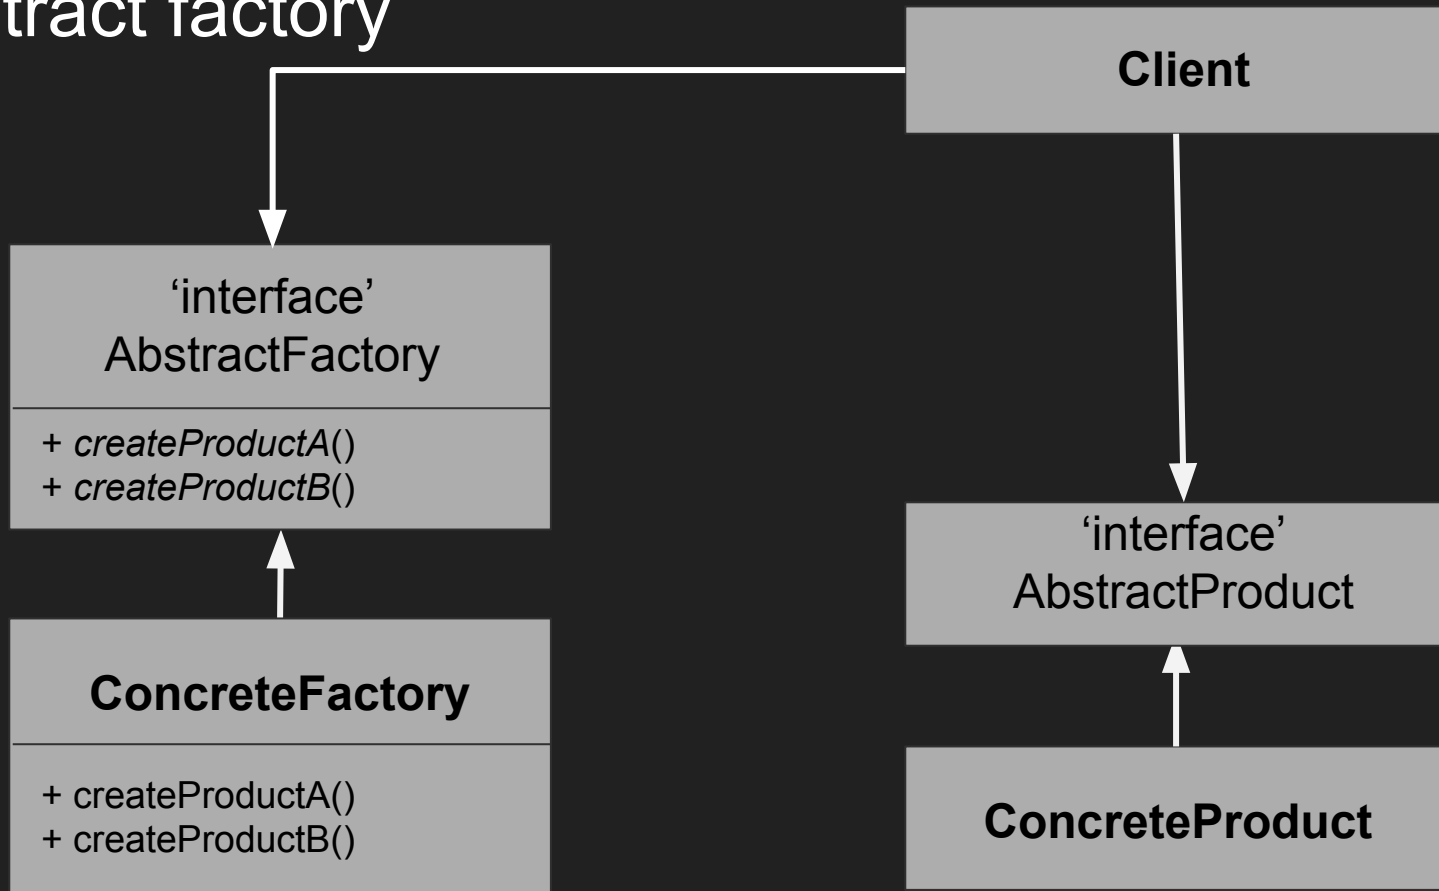 tract factory
Client
‘interface’
AbstractFactory
+ createProductA()
+ createProductB()
‘interface’
AbstractProduct
ConcreteFactory
+ createProductA()
+ createProductB()
ConcreteProduct